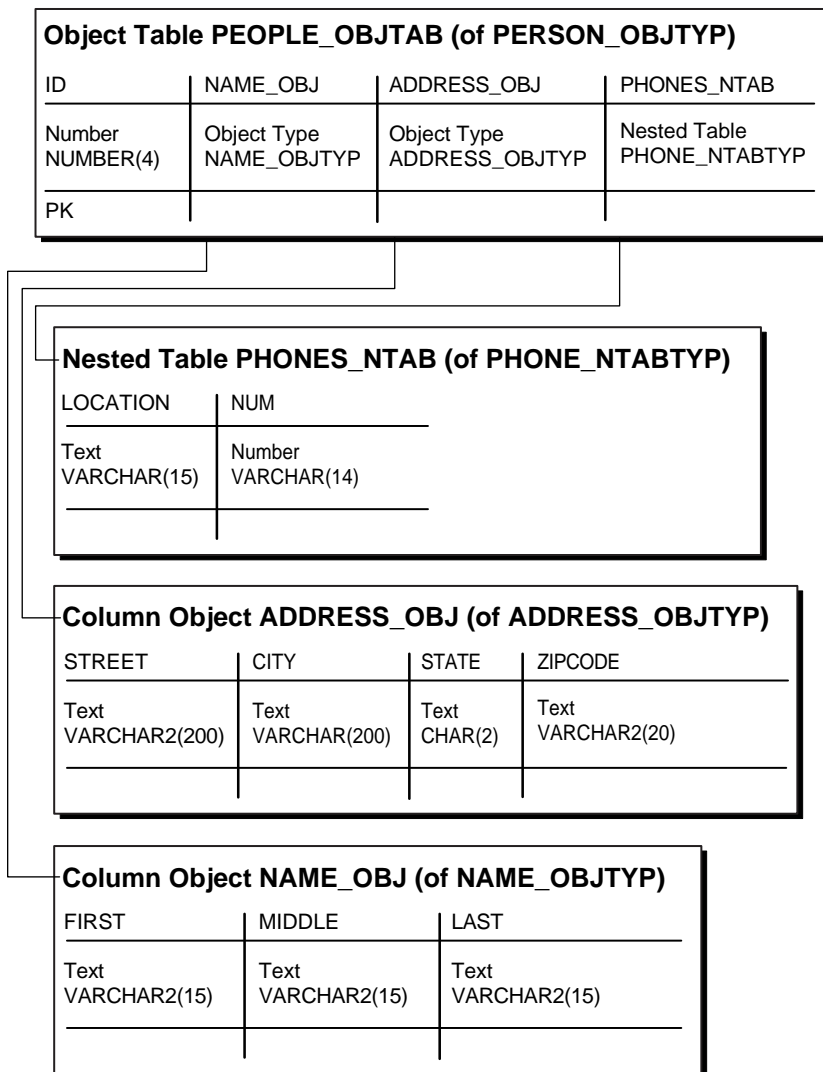 Object Table PEOPLE_OBJTAB (of PERSON_OBJTYP)
ID NAME_OBJ ADDRESS_OBJ PHONES_NTAB
Number Object Type Object Type Nested Table
NUMBER(4) NAME_OBJTYP ADDRESS_OBJTYP PHONE_NTABTYP
PK
Nested Table PHONES_NTAB (of PHONE_NTABTYP)
LOCATION NUM
Text Number
VARCHAR(15) VARCHAR(14)
Column Object ADDRESS_OBJ (of ADDRESS_OBJTYP)
STREET CITY STATE ZIPCODE
Text Text Text Text
VARCHAR2(200) VARCHAR(200) CHAR(2) VARCHAR2(20)
Column Object NAME_OBJ (of NAME_OBJTYP)
FIRST MIDDLE LAST
Text Text Text
VARCHAR2(15) VARCHAR2(15) VARCHAR2(15)